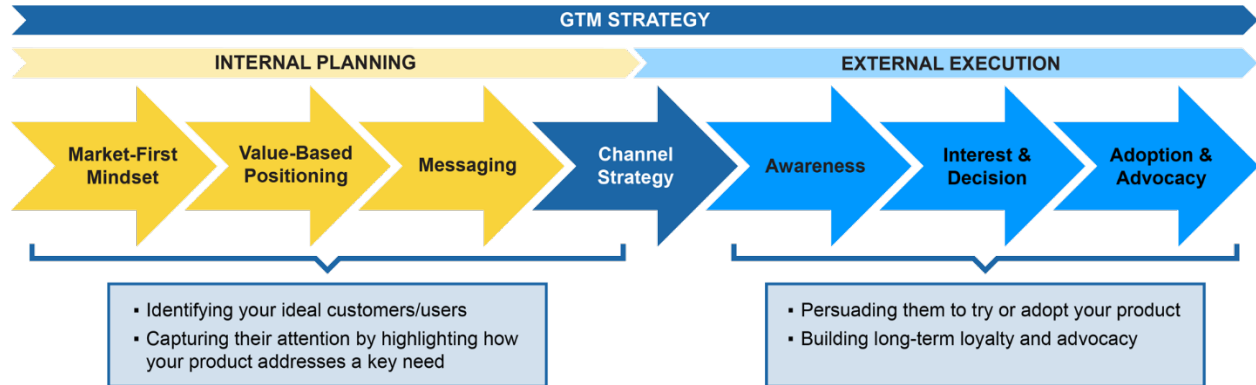 GTM STRATEGY
INTERNAL PLANNING
EXTERNAL EXECUTION
Market-First
Mindset
Value-Based
Positioning
Messaging
Channel
Strategy
Awareness
Interest &
Decision
Adoption &
Advocacy
▪ Identifying your ideal customers/users
▪ Capturing their attention by highlighting how
your product addresses a key need
▪ Persuading them to try or adopt your product
▪ Building long-term loyalty and advocacy